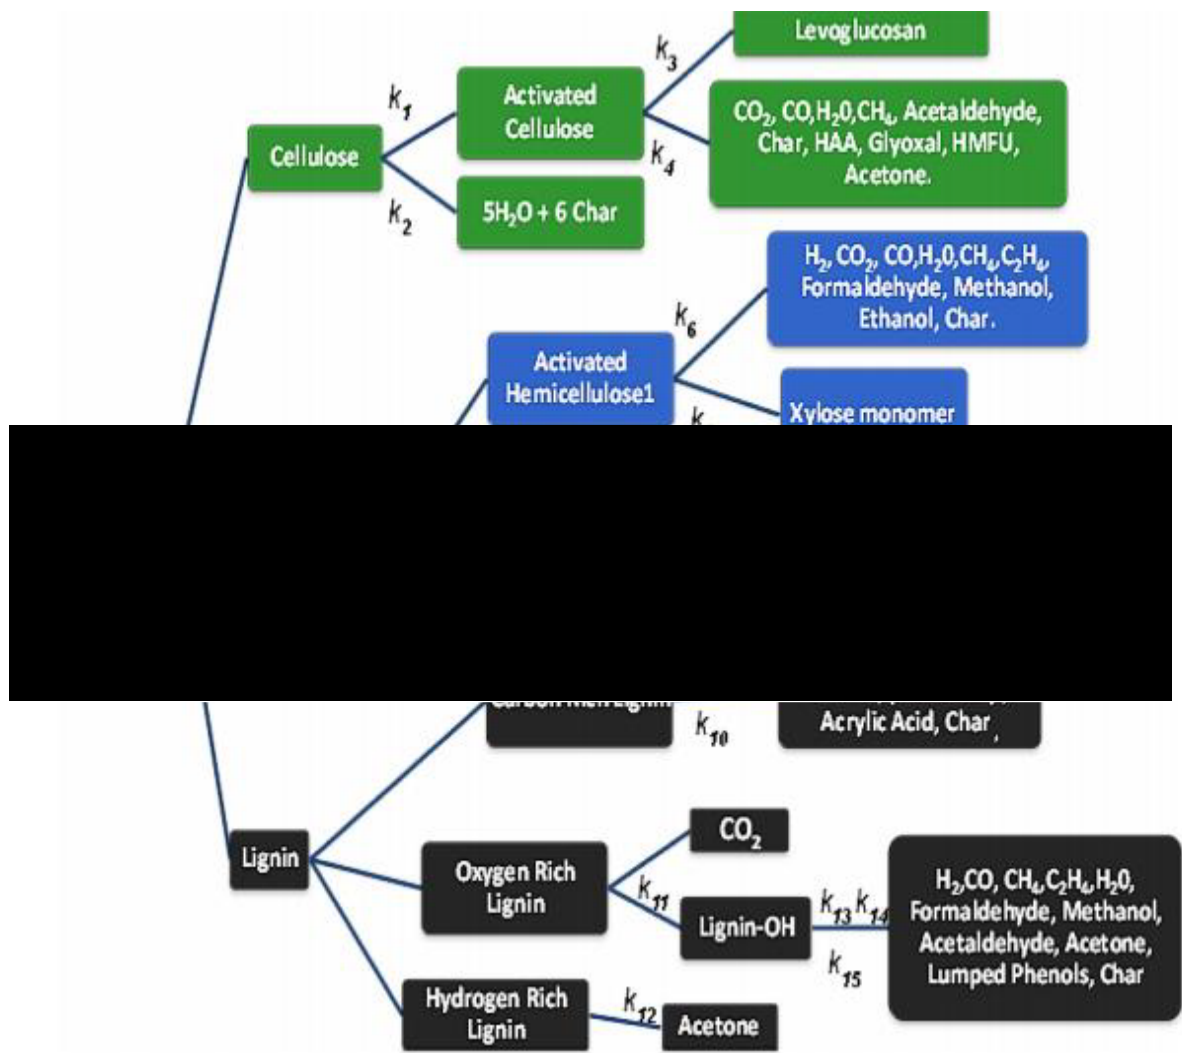 Levoglucosan
k3
k1
Activated
Cellulose
CO2, CO,H20,CH4, Acetaldehyde,
Char, HAA, Glyoxal, HMFU,
Acetone.
Cellulose
k4
k2
5H2O + 6 Char
H2, CO2, CO,H20,CH4,C2H4,
Formaldehyde, Methanol,
Ethanol, Char.
k6
Activated
Hemicellulose1
k
Xylose monomer
k10
Acrylic Acid, Char,
Lignin
CO2
Oxygen Rich
Lignin
k11
Lignin-OH
k13 k14
k15
H2,CO, CH4,C2H4,H20,
Formaldehyde, Methanol,
Acetaldehyde, Acetone,
Lumped Phenols, Char
Hydrogen Rich
Lignin
k12
Acetone